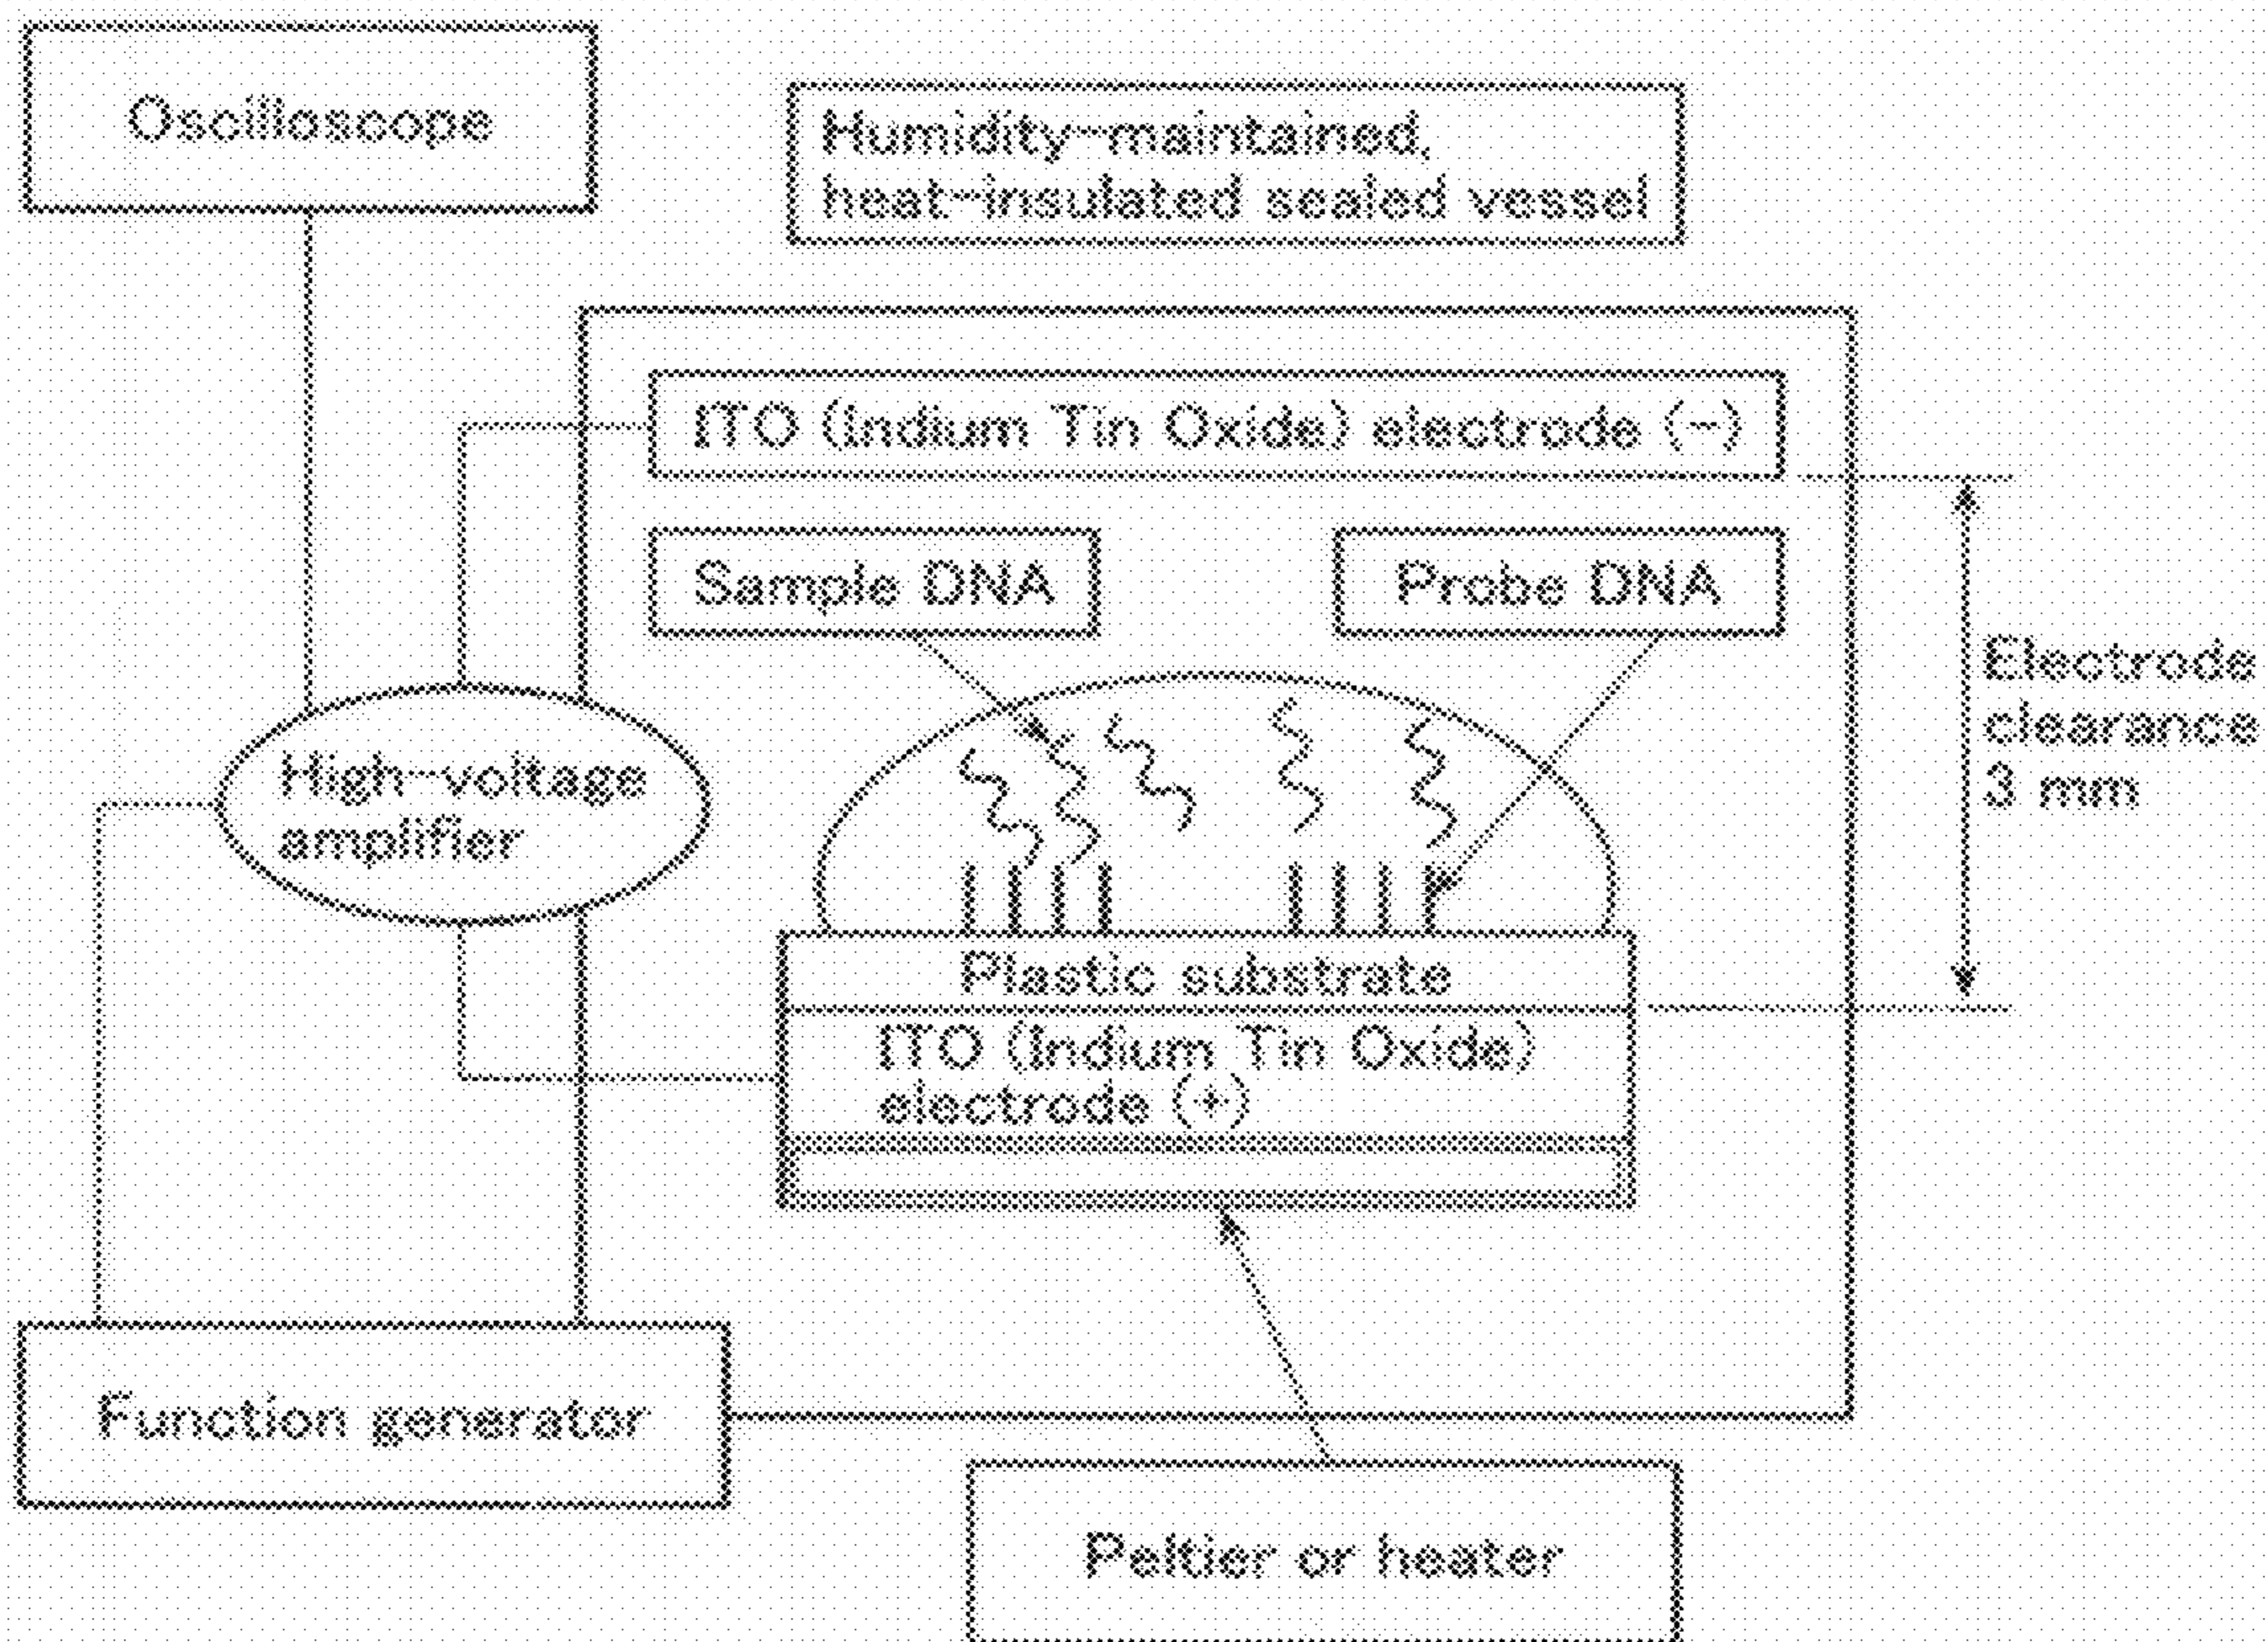 Oscilloscope
Humidity-maintained,
heat-insulated sealed vessel
ITO (Indium Tin Oxide) electrode (-)
Sample DNA
Probe DNA
Electrode
clearance
3 mm
High-voltage
amplifier
Plastic substrate
ITO (Indium Tin Oxide)
electrode (+)
Function generator
Peltier or heater